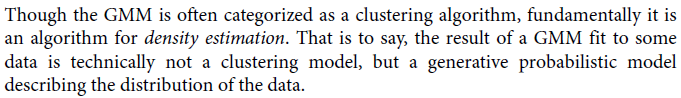 Though the GMM is often categorized as a clustering algorithm, fundamentally it is
an algorithm for density estimation. That is to say, the result of a GMM fit to some
data is technically not a clustering model, but a generative probabilistic model
describing the distribution of the data.